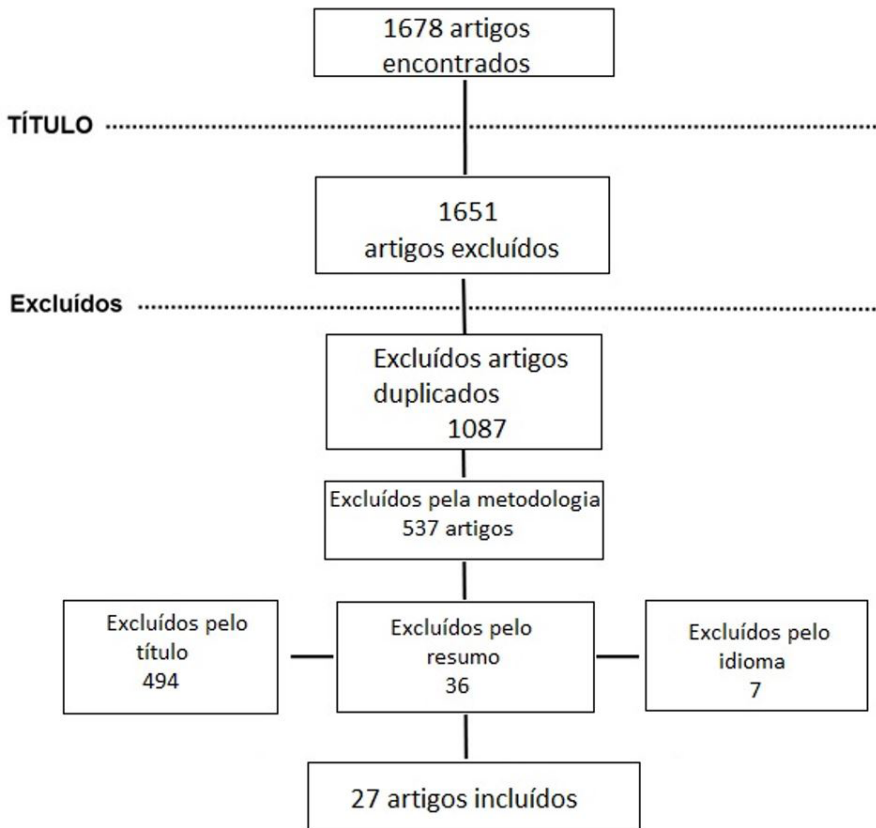 1678 artigos
encontrados
TÍTULO
1651
artigos excluídos
Excluídos
Excluídos artigos
duplicados
1087
Excluídos pela metodologia
537 artigos
Excluídos pelo
título
494
Excluídos pelo
resumo
36
Excluídos pelo
idioma
7
27 artigos incluídos